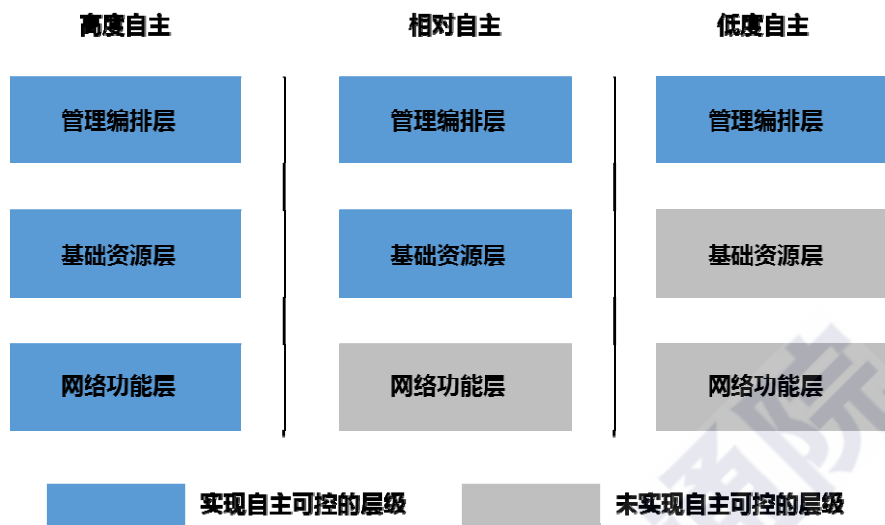 高度自主 相对自主 低度自主
管理编排层 管理编排层 管理编排层
基础资源层 基础资源层 基础资源层
网络功能层 网络功能层 网络功能层
实现自主可控的层级 未实现自主可控的层级
通院